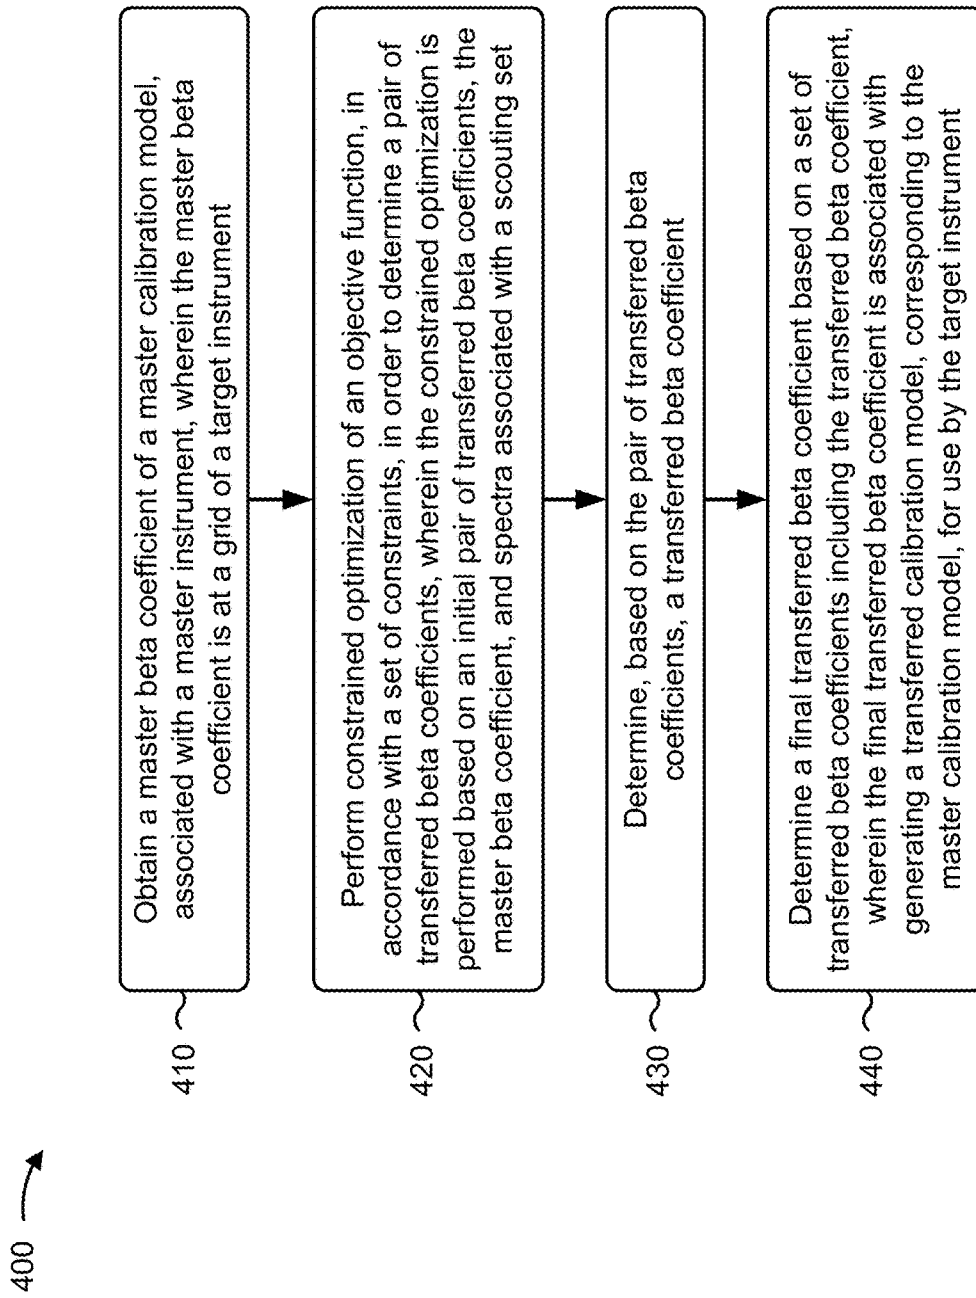 400
410
Obtain a master beta coefficient of a master calibration model,
associated with a master instrument, wherein the master beta
coefficient is at a grid of a target instrument
420
Perform constrained optimization of an objective function, in
accordance with a set of constraints, in order to determine a pair of
transferred beta coefficients, wherein the constrained optimization is
performed based on an initial pair of transferred beta coefficients, the
master beta coefficient, and spectra associated with a scouting set
430
Determine, based on the pair of transferred beta
coefficients, a transferred beta coefficient
440
Determine a final transferred beta coefficient based on a set of
transferred beta coefficients including the transferred beta coefficient,
wherein the final transferred beta coefficient is associated with
generating a transferred calibration model, corresponding to the
master calibration model, for use by the target instrument